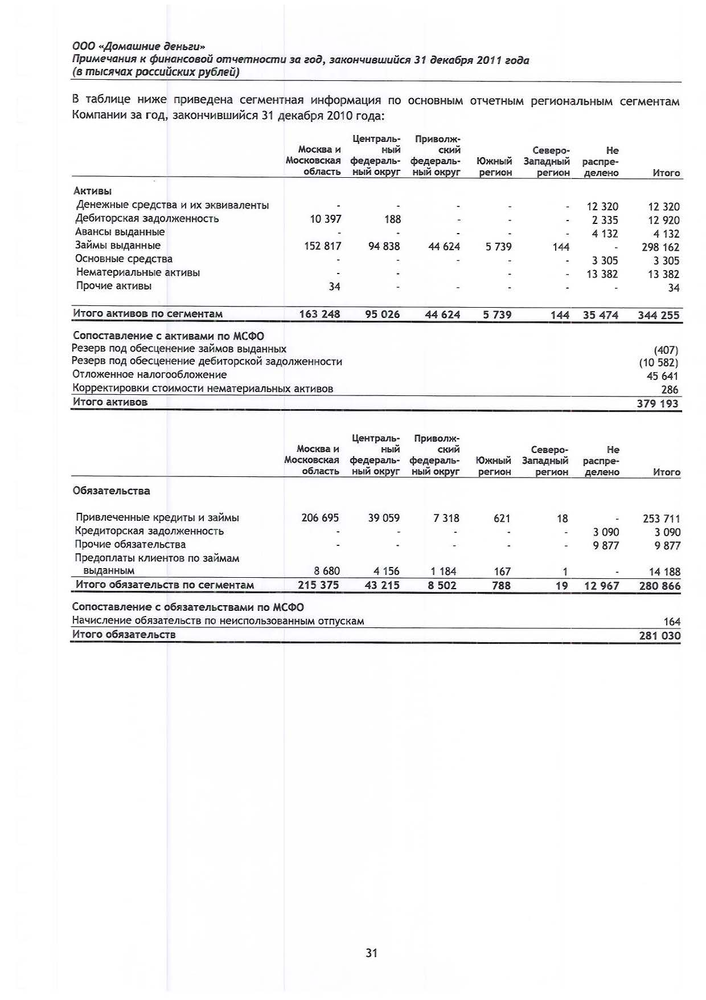 ООО «Домашние деньги»
Примечания к финансовой отчетности за год, закончившийся 31 декабря 2011 года
(в тысячах российских рублей)
В таблице ниже приведена сегментная информация по основным отчетным региональным сегментам
Компании за год, закончившийся 31 декабря 2010 года:
Централь- Приволж-
Москва и ный ский Северо- Не
Московская федераль- федераль- Южный Западный распре-
область ный округ ный округ регион регион делено Итого
Активы
Денежные средства и их эквиваленты - - - - - 12 320 12 320
Дебиторская задолженность 10 397 188 - - - 2 335 12 920
Авансы выданные - - - - - 4 132 4 132
Займы выданные 152 817 94 838 44 624 5 739 144 - 298 162
Основные средства - - - - - 3 305 3 305
Нематериальные активы - - - - 13 382 13 382
Прочие активы 34 - - - - - 34
Итого активов по сегментам 163 248 95 026 44 624 5 739 144 35 474 344 255
Сопоставление с активами по МСФО
Резерв под обесценение займов выданных (407)
Резерв под обесценение дебиторской задолженности (10 582)
Отложенное налогообложение 45 641
Корректировки стоимости нематериальных активов 286
Итого активов 379 193
Централь- Приволж-
Москва и ный ский Северо- Не
Московская федераль- федераль- Южный Западный распре-
область ный округ ный округ регион регион делено Итого
Обязательства
Привлеченные кредиты и займы 206 695 39 059 7 318 621 18 - 253 711
Кредиторская задолженность - - - - - 3 090 3 090
Прочие обязательства - - - - - 9 877 9 877
Предоплаты клиентов по займам
выданным 8 680 4 156 1 184 167 1 - 14 188
Итого обязательств по сегментам 215 375 43 215 8 502 788 19 12 967 280 866
Сопоставление с обязательствами по МСФО
Начисление обязательств по неиспользованным отпускам 164
Итого обязательств 281 030
31